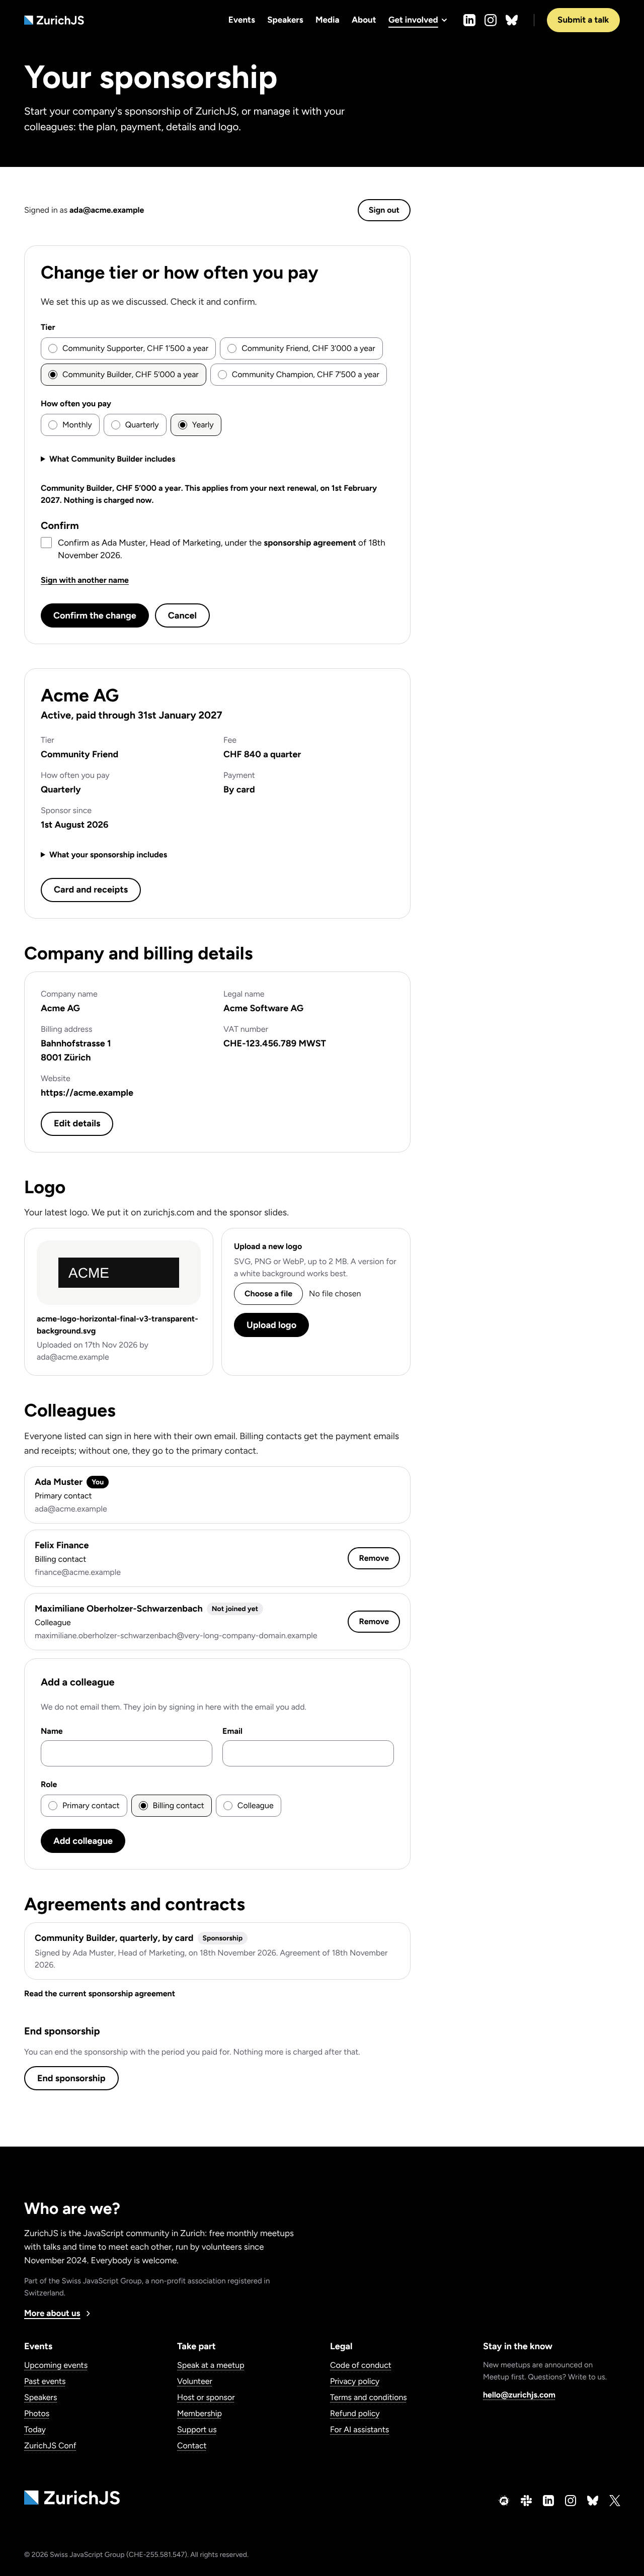 ZurichJS
Events Speakers Media About Get involved Submit a talk
Your sponsorship
Start your company's sponsorship of ZurichJS, or manage it with your
colleagues: the plan, payment, details and logo.
Signed in as ada@acme.example
Sign out
Change tier or how often you pay
We set this up as we discussed. Check it and confirm.
Tier
Community Supporter, CHF 1'500 a year
Community Friend, CHF 3'000 a year
Community Builder, CHF 5'000 a year
Community Champion, CHF 7'500 a year
How often you pay
Monthly
Quarterly
Yearly
What Community Builder includes
Community Builder, CHF 5'000 a year. This applies from your next renewal, on 1st February
2027. Nothing is charged now.
Confirm
Confirm as Ada Muster, Head of Marketing, under the sponsorship agreement of 18th
November 2026.
Sign with another name
Confirm the change
Cancel
Acme AG
Active, paid through 31st January 2027
Tier
Community Friend
Fee
CHF 840 a quarter
How often you pay
Quarterly
Payment
By card
Sponsor since
1st August 2026
What your sponsorship includes
Card and receipts
Company and billing details
Company name
Acme AG
Legal name
Acme Software AG
Billing address
Bahnhofstrasse 1
8001 Zürich
VAT number
CHE-123.456.789 MWST
Website
https://acme.example
Edit details
Logo
Your latest logo. We put it on zurichjs.com and the sponsor slides.
ACME
acme-logo-horizontal-final-v3-transparent-
background.svg
Uploaded on 17th Nov 2026 by
ada@acme.example
Upload a new logo
SVG, PNG or WebP, up to 2 MB. A version for
a white background works best.
Choose a file
No file chosen
Upload logo
Colleagues
Everyone listed can sign in here with their own email. Billing contacts get the payment emails
and receipts; without one, they go to the primary contact.
Ada Muster You
Primary contact
ada@acme.example
Felix Finance
Billing contact
finance@acme.example
Remove
Maximiliane Oberholzer-Schwarzenbach Not joined yet
Colleague
maximiliane.oberholzer-schwarzenbach@very-long-company-domain.example
Remove
Add a colleague
We do not email them. They join by signing in here with the email you add.
Name
Email
Role
Primary contact
Billing contact
Colleague
Add colleague
Agreements and contracts
Community Builder, quarterly, by card Sponsorship
Signed by Ada Muster, Head of Marketing, on 18th November 2026. Agreement of 18th November
2026.
Read the current sponsorship agreement
End sponsorship
You can end the sponsorship with the period you paid for. Nothing more is charged after that.
End sponsorship
Who are we?
ZurichJS is the JavaScript community in Zurich: free monthly meetups
with talks and time to meet each other, run by volunteers since
November 2024. Everybody is welcome.
Part of the Swiss JavaScript Group, a non-profit association registered in
Switzerland.
More about us
Events
Upcoming events
Past events
Speakers
Photos
Today
ZurichJS Conf
Take part
Speak at a meetup
Volunteer
Host or sponsor
Membership
Support us
Contact
Legal
Code of conduct
Privacy policy
Terms and conditions
Refund policy
For AI assistants
Stay in the know
New meetups are announced on
Meetup first. Questions? Write to us.
hello@zurichjs.com
ZurichJS
© 2026 Swiss JavaScript Group (CHE-255.581.547). All rights reserved.